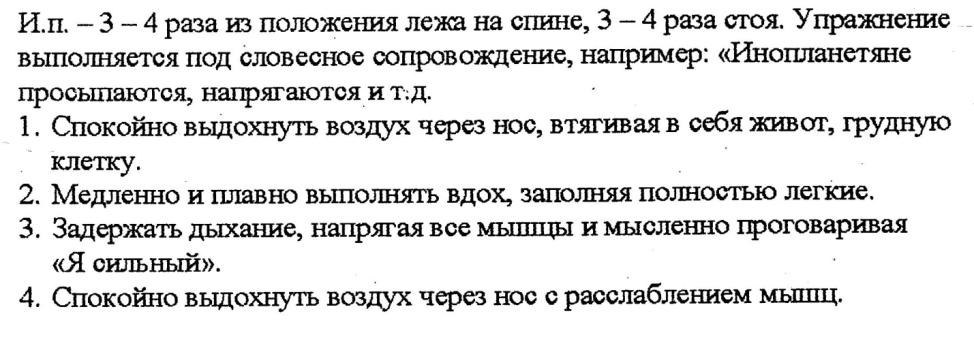 И.п. – 3 – 4 раза из положения лежа на спине, 3 – 4 раза стоя. Упражнение
выполняется под словесное сопровождение, например: «Инопланетяне
просыпаются, напрягаются и т.д.
1. Спокойно выдохнуть воздух через нос, втягивая в себя живот, грудную
клетку.
2. Медленно и плавно выполнять вдох, заполняя полностью легкие.
3. Задержать дыхание, напрягая все мышцы и мысленно проговаривая
«Я сильный».
4. Спокойно выдохнуть воздух через нос с расслаблением мышц.